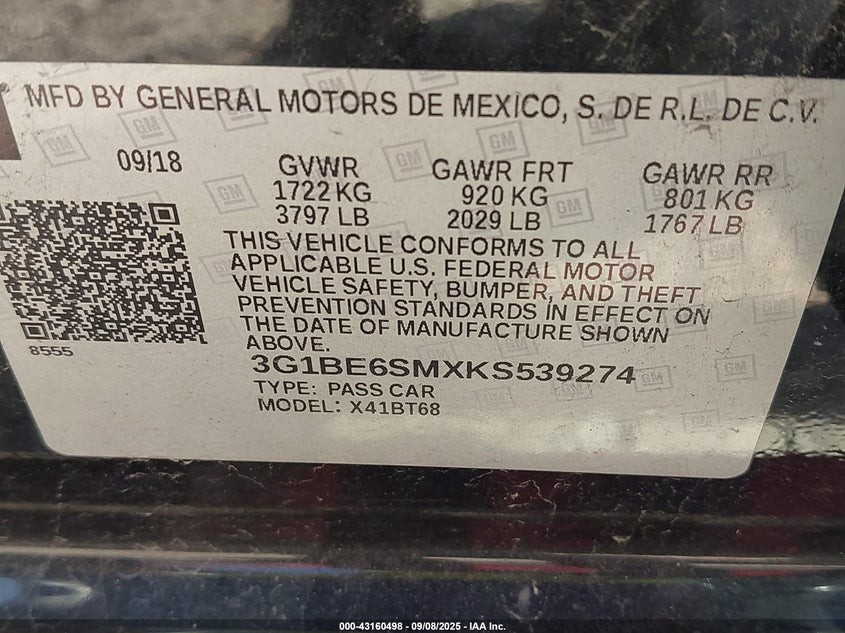 MFD BY GENERAL MOTORS DE MEXICO, S. DE R.L. DE C.V.
09/18 GVWR GAWR FRT GAWR RR
1722 KG 920 KG 801 KG
3797 LB 2029 LB 1767 LB
THIS VEHICLE CONFORMS TO ALL
APPLICABLE U.S. FEDERAL MOTOR
VEHICLE SAFETY, BUMPER, AND THEFT
PREVENTION STANDARDS IN EFFECT ON
THE DATE OF MANUFACTURE SHOWN
ABOVE.
8555
3G1BE6SMXKS539274
TYPE: PASS CAR
MODEL: X41BT68
000-43160498 - 09/08/2025 - IAA Inc.